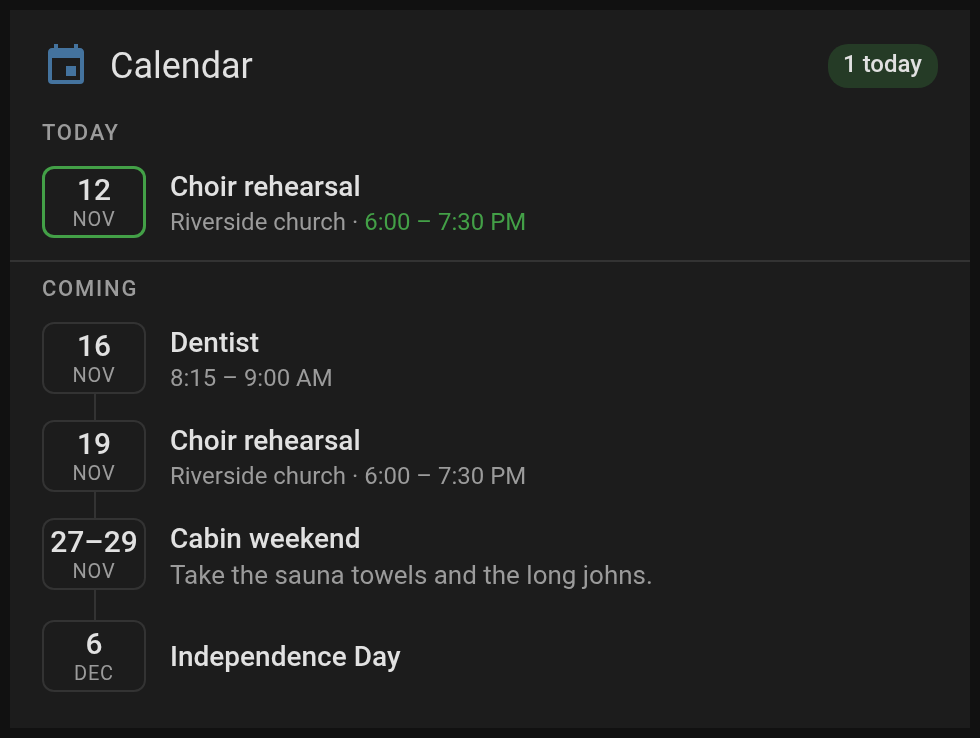 Calendar
1 today
TODAY
12
NOV
Choir rehearsal
Riverside church · 6:00 – 7:30 PM
COMING
16
NOV
Dentist
8:15 – 9:00 AM
19
NOV
Choir rehearsal
Riverside church · 6:00 – 7:30 PM
27–29
NOV
Cabin weekend
Take the sauna towels and the long johns.
6
DEC
Independence Day